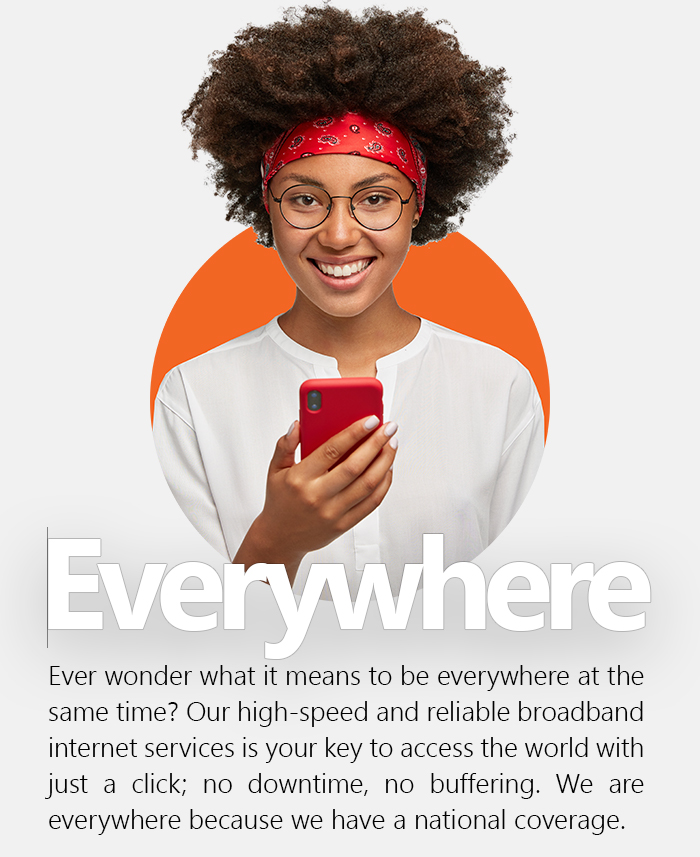 Everywhere
Ever wonder what it means to be everywhere at the
same time? Our high-speed and reliable broadband
internet services is your key to access the world with
just a click; no downtime, no buffering. We are
everywhere because we have a national coverage.